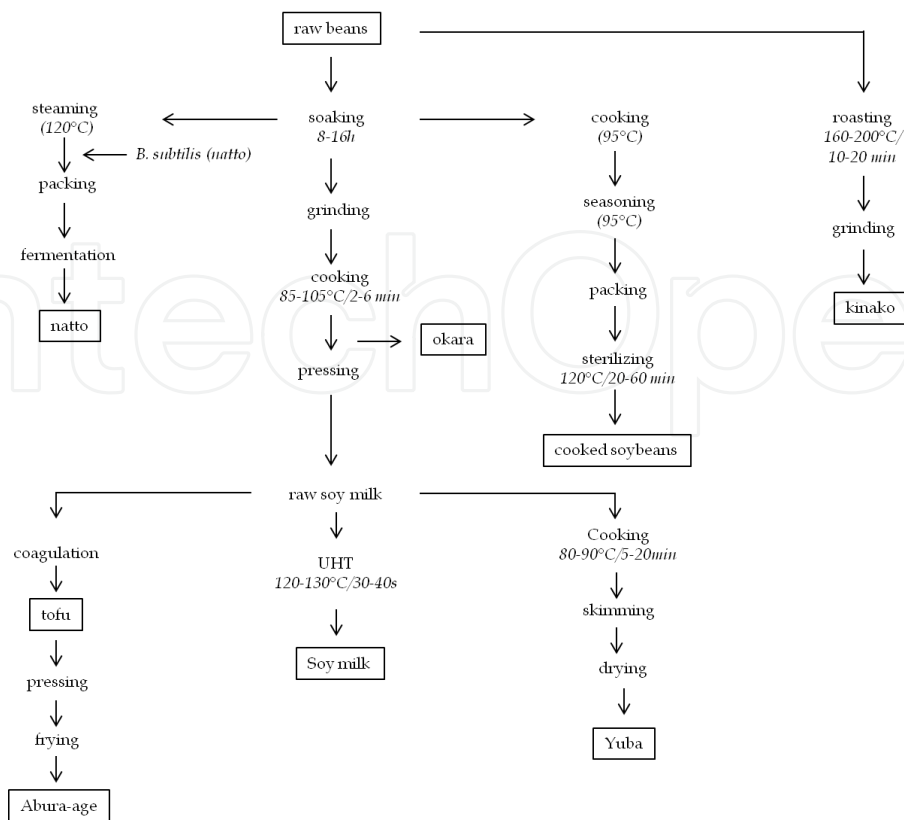 raw beans
steaming
(120°C)
soaking
8-16h
cooking
(95°C)
roasting
160-200°C/
10-20 min
B. subtilis (natto)
packing
grinding
seasoning
(95°C)
grinding
fermentation
cooking
85-105°C/2-6 min
packing
kinako
natto
okara
pressing
sterilizing
120°C/20-60 min
cooked soybeans
raw soy milk
coagulation
UHT
120-130°C/30-40s
Cooking
80-90°C/5-20min
tofu
skimming
Soy milk
pressing
drying
frying
Yuba
Abura-age
ntechOpe